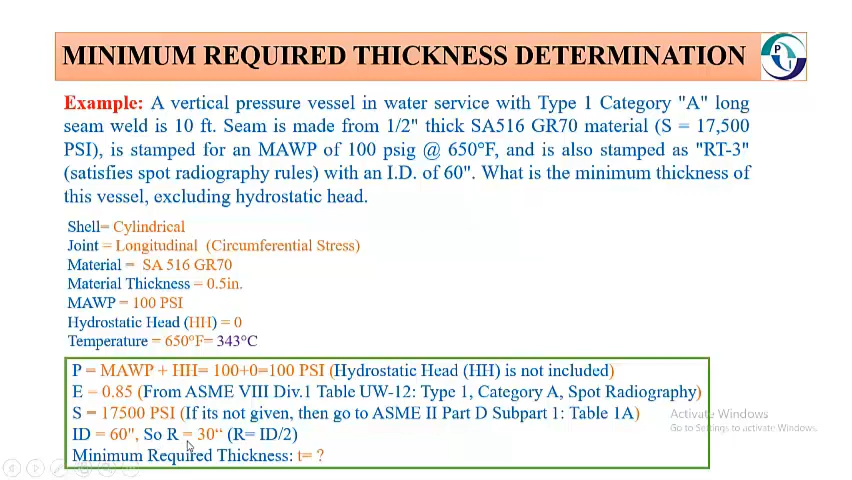 MINIMUM REQUIRED THICKNESS DETERMINATION
P
I
Example: A vertical pressure vessel in water service with Type 1 Category "A" long
seam weld is 10 ft. Seam is made from 1/2" thick SA516 GR70 material (S = 17,500
PSI), is stamped for an MAWP of 100 psig @ 650°F, and is also stamped as "RT-3"
(satisfies spot radiography rules) with an I.D. of 60". What is the minimum thickness of
this vessel, excluding hydrostatic head.
Shell= Cylindrical
Joint = Longitudinal (Circumferential Stress)
Material = SA 516 GR70
Material Thickness = 0.5in.
MAWP = 100 PSI
Hydrostatic Head (HH) = 0
Temperature = 650°F= 343°C
P = MAWP + HH= 100+0=100 PSI (Hydrostatic Head (HH) is not included)
E = 0.85 (From ASME VIII Div.1 Table UW-12: Type 1, Category A, Spot Radiography)
S = 17500 PSI (If its not given, then go to ASME II Part D Subpart 1: Table 1A)
ID = 60", So R = 30“ (R= ID/2)
Minimum Required Thickness: t= ?
Activate Windows
Go to Settings to activate Windows.